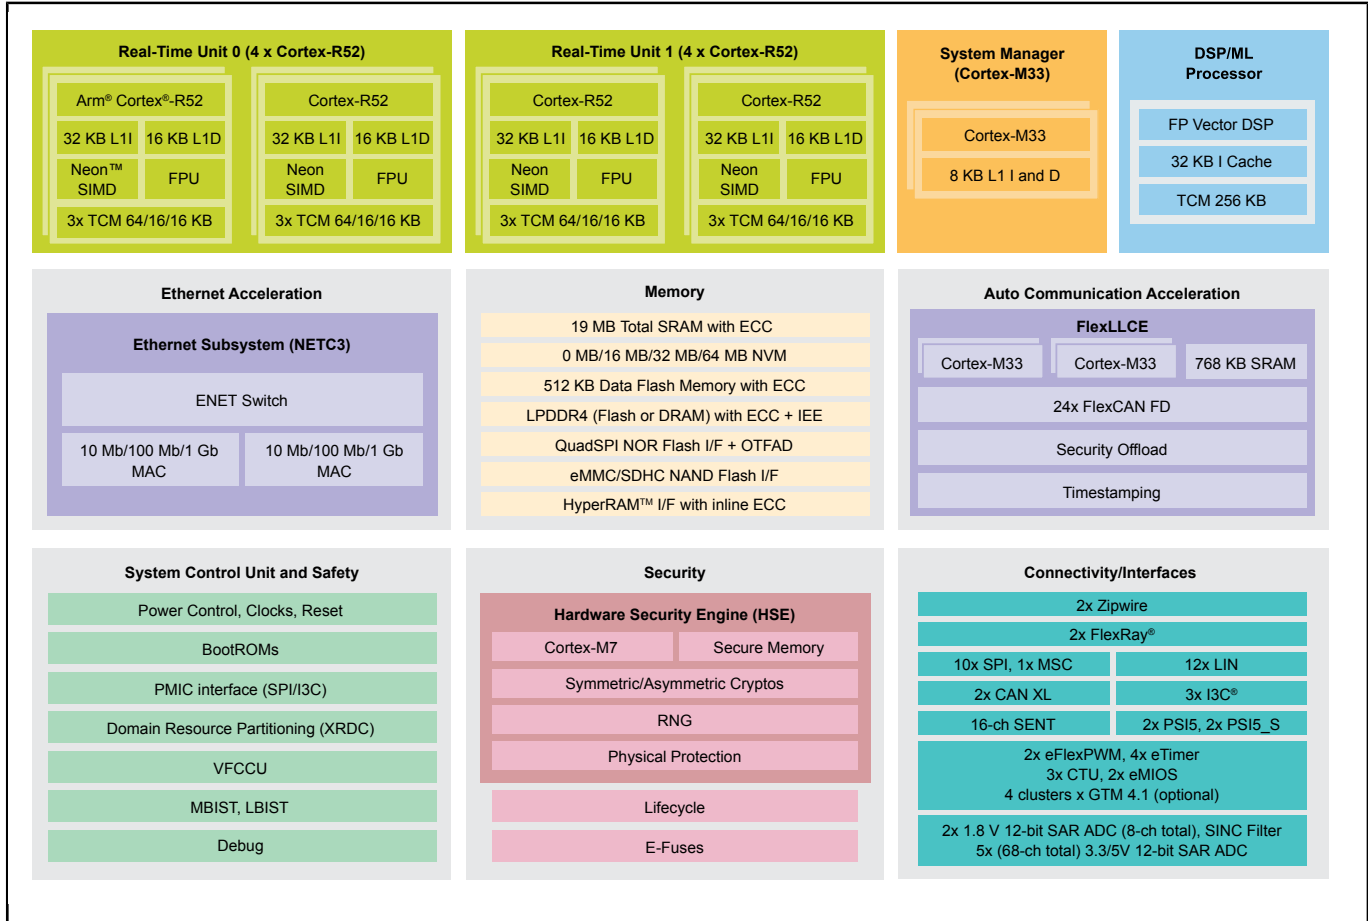 Real-Time Unit 0 (4 x Cortex-R52)
Arm® Cortex®-R52
32 KB L1I
16 KB L1D
Neon™
SIMD
FPU
3x TCM 64/16/16 KB
Cortex-R52
32 KB L1I
16 KB L1D
Neon
SIMD
FPU
3x TCM 64/16/16 KB
Real-Time Unit 1 (4 x Cortex-R52)
Cortex-R52
32 KB L1I
16 KB L1D
Neon
SIMD
FPU
3x TCM 64/16/16 KB
Cortex-R52
32 KB L1I
16 KB L1D
Neon
SIMD
FPU
3x TCM 64/16/16 KB
System Manager
(Cortex-M33)
Cortex-M33
8 KB L1 I and D
DSP/ML
Processor
FP Vector DSP
32 KB I Cache
TCM 256 KB
Ethernet Acceleration
Ethernet Subsystem (NETC3)
ENET Switch
10 Mb/100 Mb/1 Gb
MAC
10 Mb/100 Mb/1 Gb
MAC
Memory
19 MB Total SRAM with ECC
0 MB/16 MB/32 MB/64 MB NVM
512 KB Data Flash Memory with ECC
LPDDR4 (Flash or DRAM) with ECC + IEE
QuadSPI NOR Flash I/F + OTFAD
eMMC/SDHC NAND Flash I/F
HyperRAM™ I/F with inline ECC
Auto Communication Acceleration
FlexLLCE
Cortex-M33
Cortex-M33
768 KB SRAM
24x FlexCAN FD
Security Offload
Timestamping
System Control Unit and Safety
Power Control, Clocks, Reset
BootROMs
PMIC interface (SPI/I3C)
Domain Resource Partitioning (XRDC)
VFCCU
MBIST, LBIST
Debug
Security
Hardware Security Engine (HSE)
Cortex-M7
Secure Memory
Symmetric/Asymmetric Cryptos
RNG
Physical Protection
Lifecycle
E-Fuses
Connectivity/Interfaces
2x Zipwire
2x FlexRay®
10x SPI, 1x MSC
12x LIN
2x CAN XL
3x I3C®
16-ch SENT
2x PSI5, 2x PSI5_S
2x eFlexPWM, 4x eTimer
3x CTU, 2x eMIOS
4 clusters x GTM 4.1 (optional)
2x 1.8 V 12-bit SAR ADC (8-ch total), SINC Filter
5x (68-ch total) 3.3/5V 12-bit SAR ADC